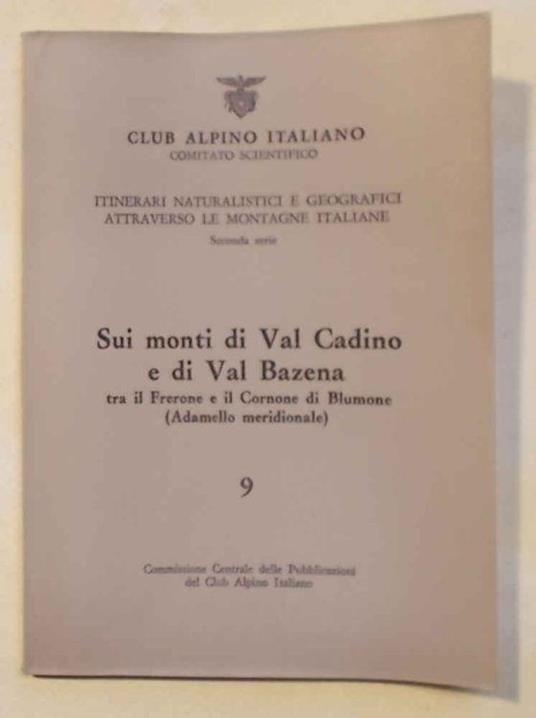 CLUB ALPINO ITALIANO
COMITATO SCIENTIFICO
ITINERARI NATURALISTICI E GEOGRAFICI
ATTRAVERSO LE MONTAGNE ITALIANE
Seconda serie
Sui monti di Val Cadino
e di Val Bazena
tra il Frerone e il Cornone di Blumone
(Adamello meridionale)
9
Commissione Centrale delle Pubblicazioni
del Club Alpino Italiano